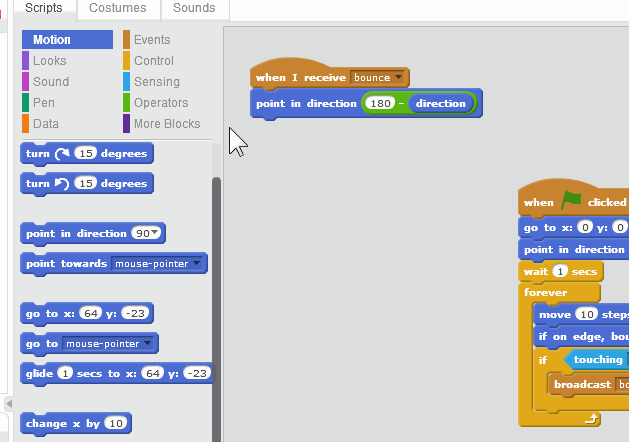 Scripts Costumes Sounds
Motion Events
Looks Control
Sound Sensing
Pen Operators
Data More Blocks
turn 15 degrees
turn 15 degrees
point in direction 90
point towards mouse-pointer
go to x: 64 y: -23
go to mouse-pointer
glide 1 secs to x: 64 y: -23
change x by 10
when I receive bounce
point in direction 180 - direction
when clicked
go to x: 0 y: 0
point in direction
wait 1 secs
forever
move 10 steps
if on edge, bou
if touching
broadcast bo